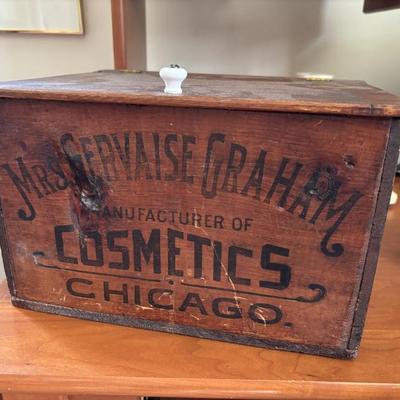 MRS. GERVAISE GRAHAM
MANUFACTURER OF
COSMETICS
CHICAGO.